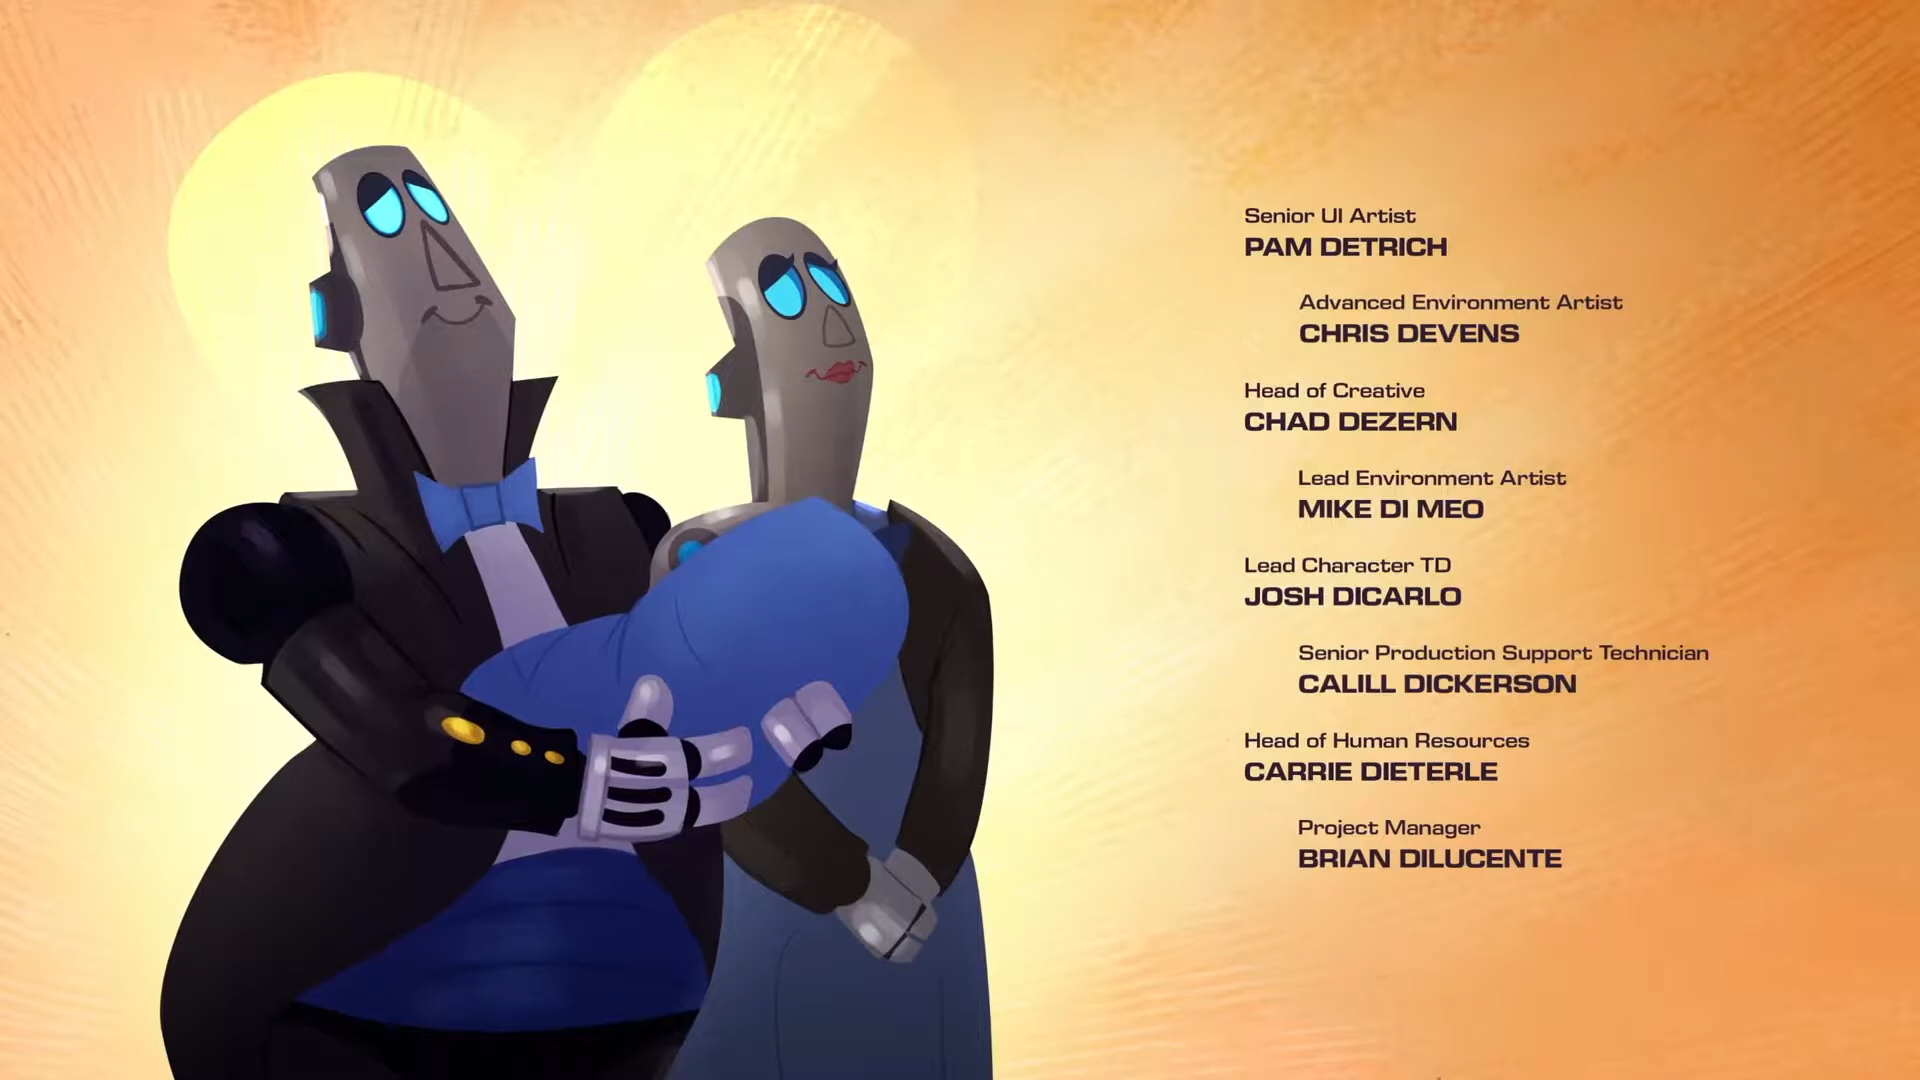 Senior UI Artist
PAM DETRICH
Advanced Environment Artist
CHRIS DEVENS
Head of Creative
CHAD DEZERN
Lead Environment Artist
MIKE DI MEO
Lead Character TD
JOSH DICARLO
Senior Production Support Technician
CALILL DICKERSON
Head of Human Resources
CARRIE DIETERLE
Project Manager
BRIAN DILUCENTE